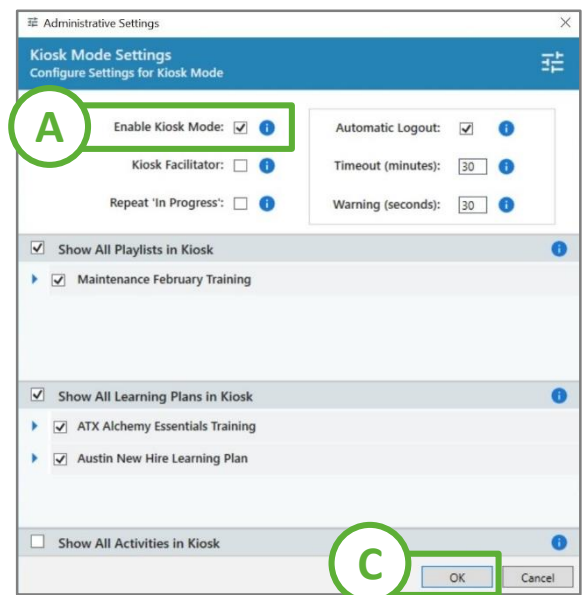 Administrative Settings
Kiosk Mode Settings
Configure Settings for Kiosk Mode
A
Enable Kiosk Mode:
Kiosk Facilitator:
Repeat 'In Progress':
Automatic Logout:
Timeout (minutes): 30
Warning (seconds): 30
Show All Playlists in Kiosk
Maintenance February Training
Show All Learning Plans in Kiosk
ATX Alchemy Essentials Training
Austin New Hire Learning Plan
Show All Activities in Kiosk
C
OK Cancel